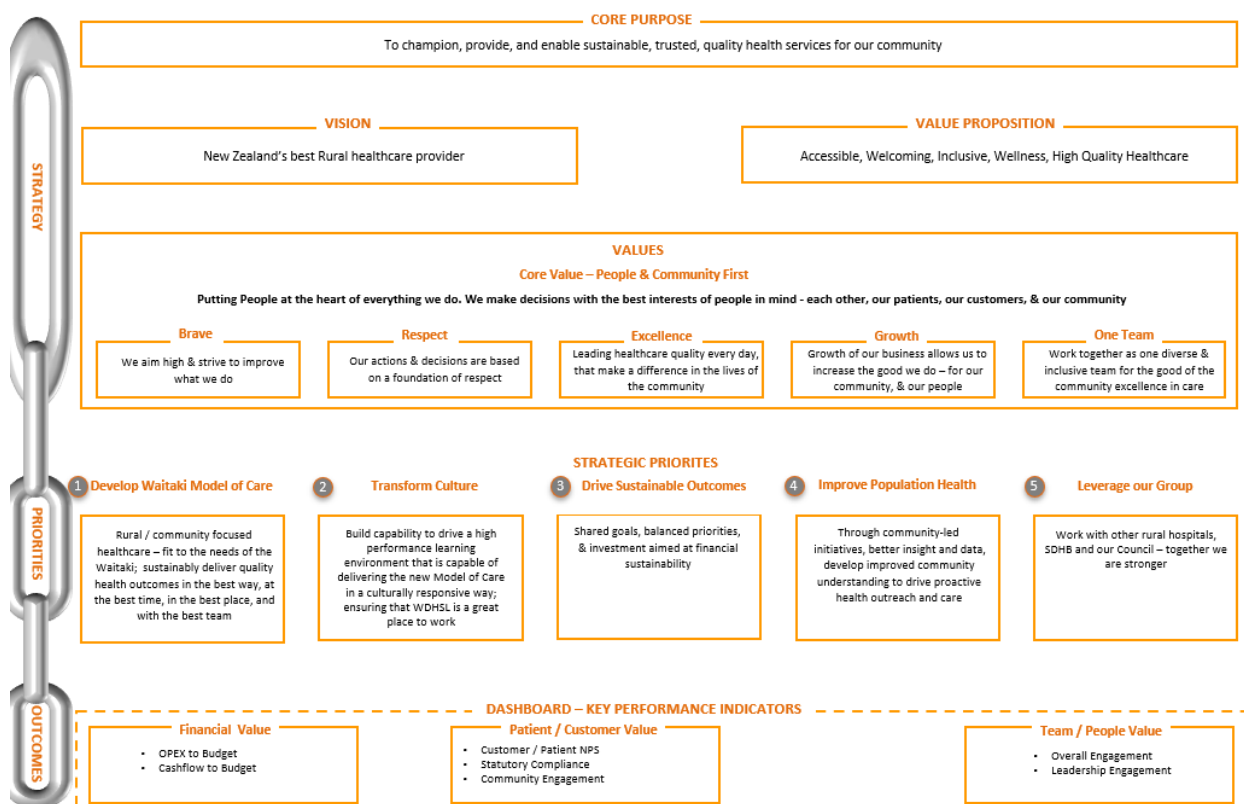 CORE PURPOSE
To champion, provide, and enable sustainable, trusted, quality health services for our community
STRATEGY
VISION
New Zealand's best Rural healthcare provider
VALUE PROPOSITION
Accessible, Welcoming, Inclusive, Wellness, High Quality Healthcare
VALUES
Core Value – People & Community First
Putting People at the heart of everything we do. We make decisions with the best interests of people in mind - each other, our patients, our customers, & our community
Brave
We aim high & strive to improve
what we do
Respect
Our actions & decisions are based
on a foundation of respect
Excellence
Leading healthcare quality every day,
that make a difference in the lives of
the community
Growth
Growth of our business allows us to
increase the good we do – for our
community, & our people
One Team
Work together as one diverse &
inclusive team for the good of the
community excellence in care
PRIORITIES
STRATEGIC PRIORITES
1 Develop Waitaki Model of Care
Rural / community focused
healthcare – fit to the needs of the
Waitaki; sustainably deliver quality
health outcomes in the best way, at
the best time, in the best place, and
with the best team
2 Transform Culture
Build capability to drive a high
performance learning
environment that is capable of
delivering the new Model of Care
in a culturally responsive way;
ensuring that WDHSL is a great
place to work
3 Drive Sustainable Outcomes
Shared goals, balanced priorities,
& investment aimed at financial
sustainability
4 Improve Population Health
Through community-led
initiatives, better insight and data,
develop improved community
understanding to drive proactive
health outreach and care
5 Leverage our Group
Work with other rural hospitals,
SDHB and our Council – together we
are stronger
OUTCOMES
DASHBOARD – KEY PERFORMANCE INDICATORS
Financial Value
• OPEX to Budget
• Cashflow to Budget
Patient / Customer Value
• Customer / Patient NPS
• Statutory Compliance
• Community Engagement
Team / People Value
• Overall Engagement
• Leadership Engagement